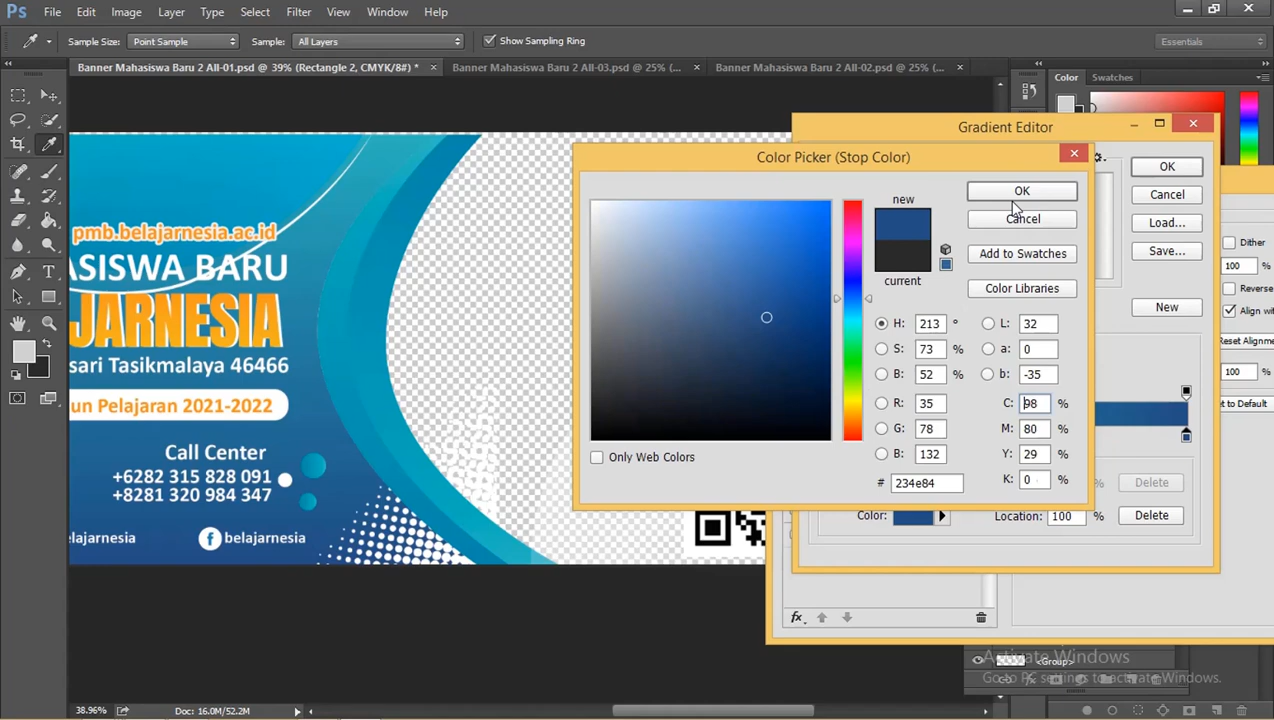 Ps File Edit Image Layer Type Select Filter View Window Help
Sample Size: Point Sample Sample: All Layers Show Sampling Ring Essentials
Banner Mahasiswa Baru 2 All-01.psd @ 39% (Rectangle 2, CMYK/8#) * Banner Mahasiswa Baru 2 All-03.psd @ 25% (... Banner Mahasiswa Baru 2 All-02.psd @ 25% (... Color Swatches
Gradient Editor
OK
Cancel
Load...
Save...
New
Color Picker (Stop Color)
new
current
OK
Cancel
Add to Swatches
Color Libraries
H: 213 °
S: 73 %
B: 52 %
R: 35
G: 78
B: 132
# 234e84
L: 32
a: 0
b: -35
C: 98 %
M: 80 %
Y: 29 %
K: 0 %
Only Web Colors
% Delete
Color: Location: 100 % Delete
Dither
100 %
Reverse
Align wit
Reset Alignme
100 %
t to Default
pmb.belajarnesia.ac.id
ASISWA BARU
JARNESIA
sari Tasikmalaya 46466
un Pelajaran 2021-2022
Call Center
+6282 315 828 091
+8281 320 984 347
elajarnesia f belajarnesia
fx
<Group>
Activate Windows
Go to PC settings to activate Windows.
38.96% Doc: 16.0M/52.2M